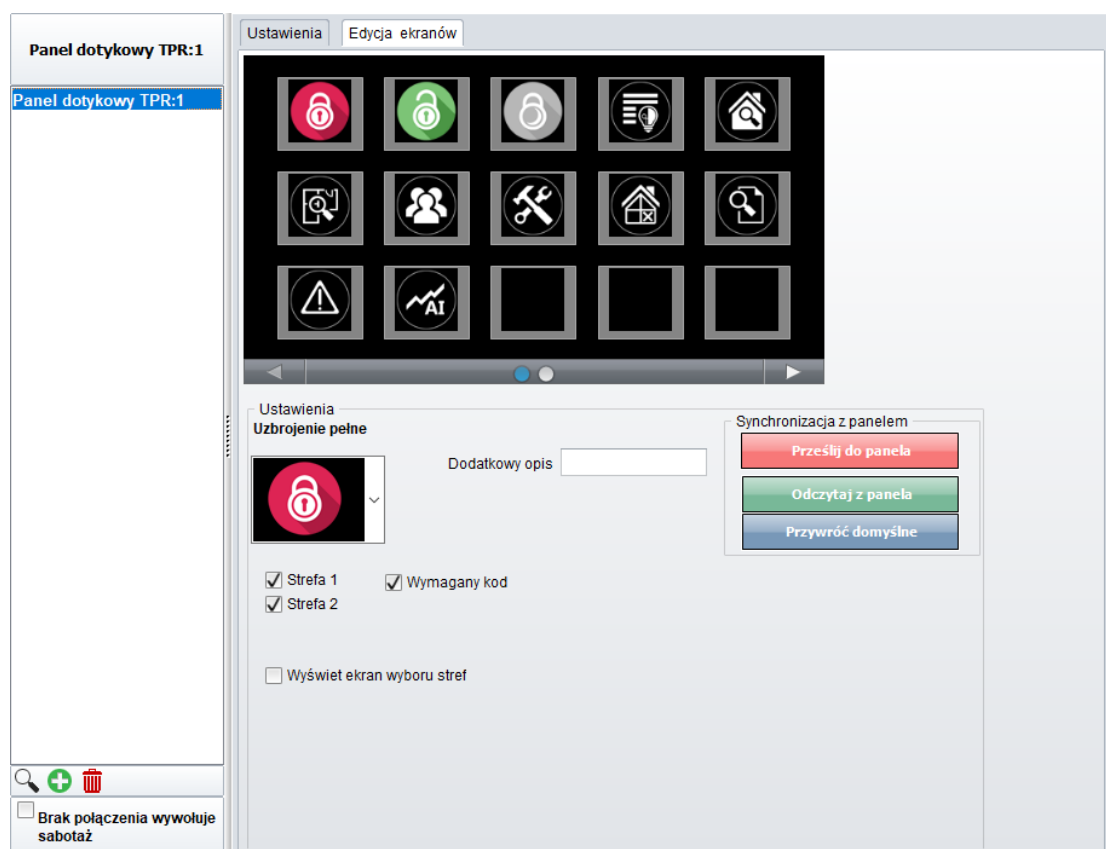 Panel dotykowy TPR:1
Panel dotykowy TPR:1
Brak połączenia wywołuje
sabotaż
Ustawienia
Edycja ekranów
AI
Ustawienia
Uzbrojenie pełne
Dodatkowy opis
Synchronizacja z panelem
Prześlij do panela
Odczytaj z panela
Przywróć domyślne
Strefa 1
Wymagany kod
Strefa 2
Wyświet ekran wyboru stref